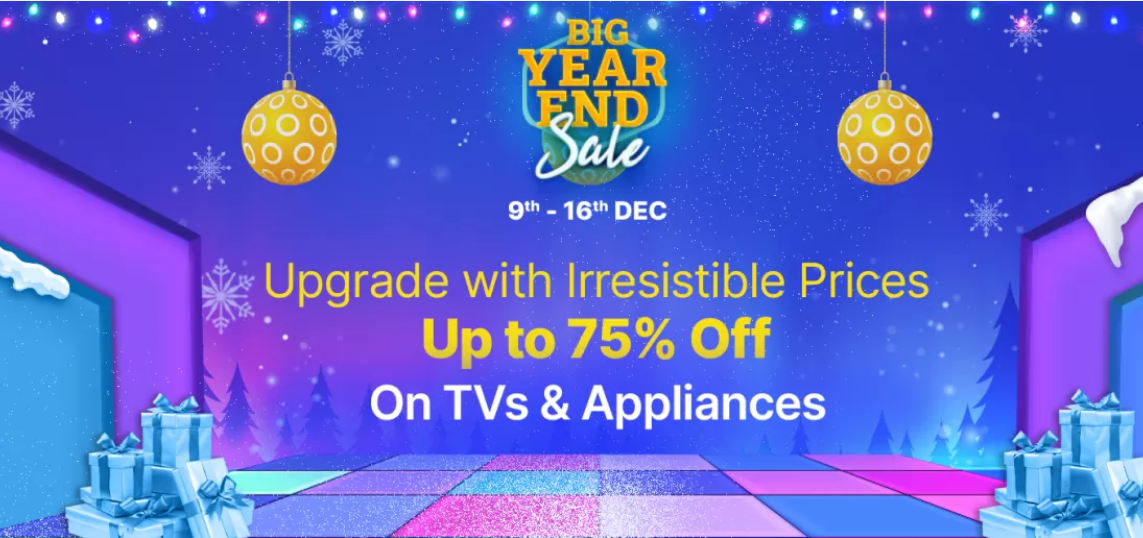 BIG
YEAR
END
Sale
9th - 16th DEC
Upgrade with Irresistible Prices
Up to 75% Off
On TVs & Appliances